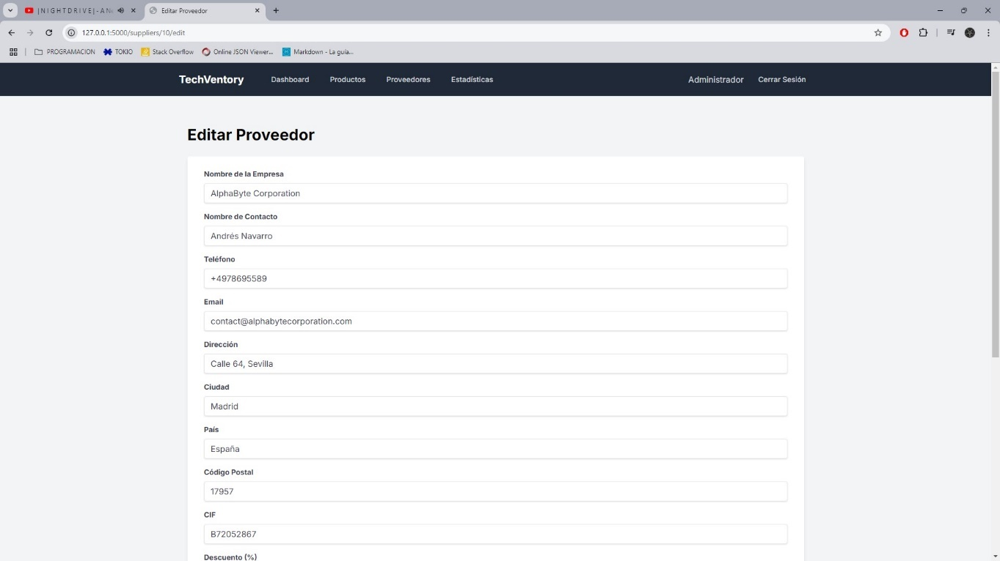 |NIGHTDRIVE|-AN
Editar Proveedor
127.0.0.1:5000/suppliers/10/edit
PROGRAMACION
TOKIO
Stack Overflow
Online JSON Viewer...
Markdown - La guía...
TechVentory
Dashboard
Productos
Proveedores
Estadísticas
Administrador
Cerrar Sesión
Editar Proveedor
Nombre de la Empresa
AlphaByte Corporation
Nombre de Contacto
Andrés Navarro
Teléfono
+4978695589
Email
contact@alphabytecorporation.com
Dirección
Calle 64, Sevilla
Ciudad
Madrid
País
España
Código Postal
17957
CIF
B72052867
Descuento (%)